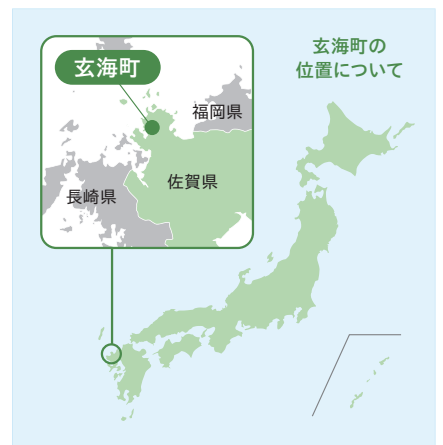 玄海町の
位置について
玄海町
福岡県
佐賀県
長崎県